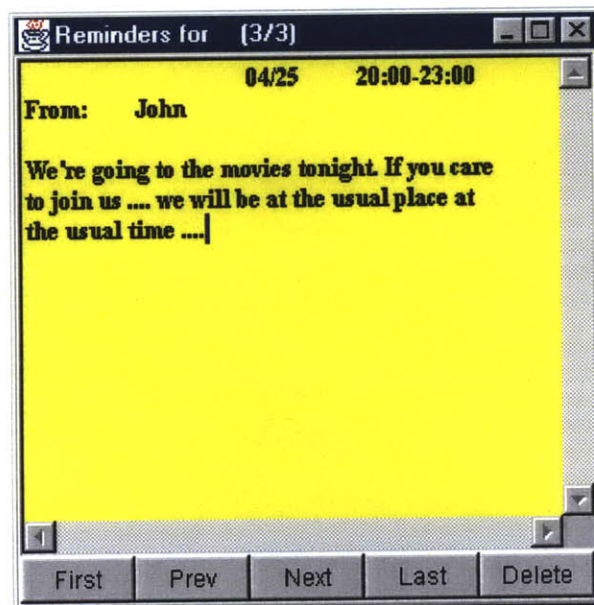 Reminders for (3/3)
04/25 20:00-23:00
From: John
We're going to the movies tonight. If you care
to join us .... we will be at the usual place at
the usual time ....
First Prev Next Last Delete